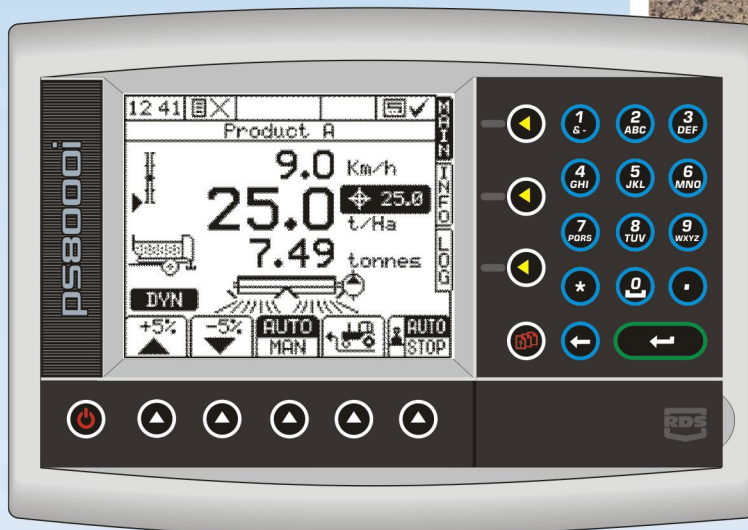 ps8000i
12 41
Product A
9.0 Km/h
25.0 25.0
t/Ha
7.49 tonnes
DYN
+5% -5% AUTO
MAN AUTO
STOP
MAIN
INFO
LOG
1
&-
2
ABC
3
DEF
4
GHI
5
JKL
6
MNO
7
PQRS
8
TUV
9
WXYZ
*
0
.
RDS